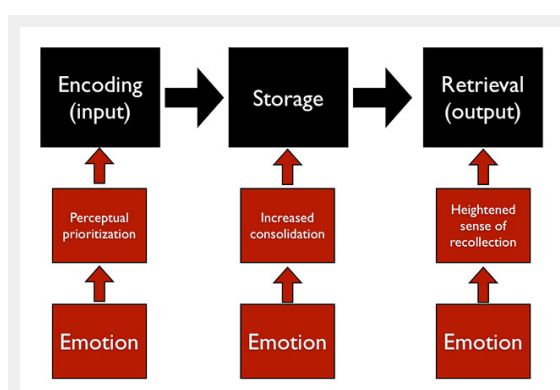 Encoding
(input)
Storage
Retrieval
(output)
Perceptual
prioritization
Increased
consolidation
Heightened
sense of
recollection
Emotion
Emotion
Emotion